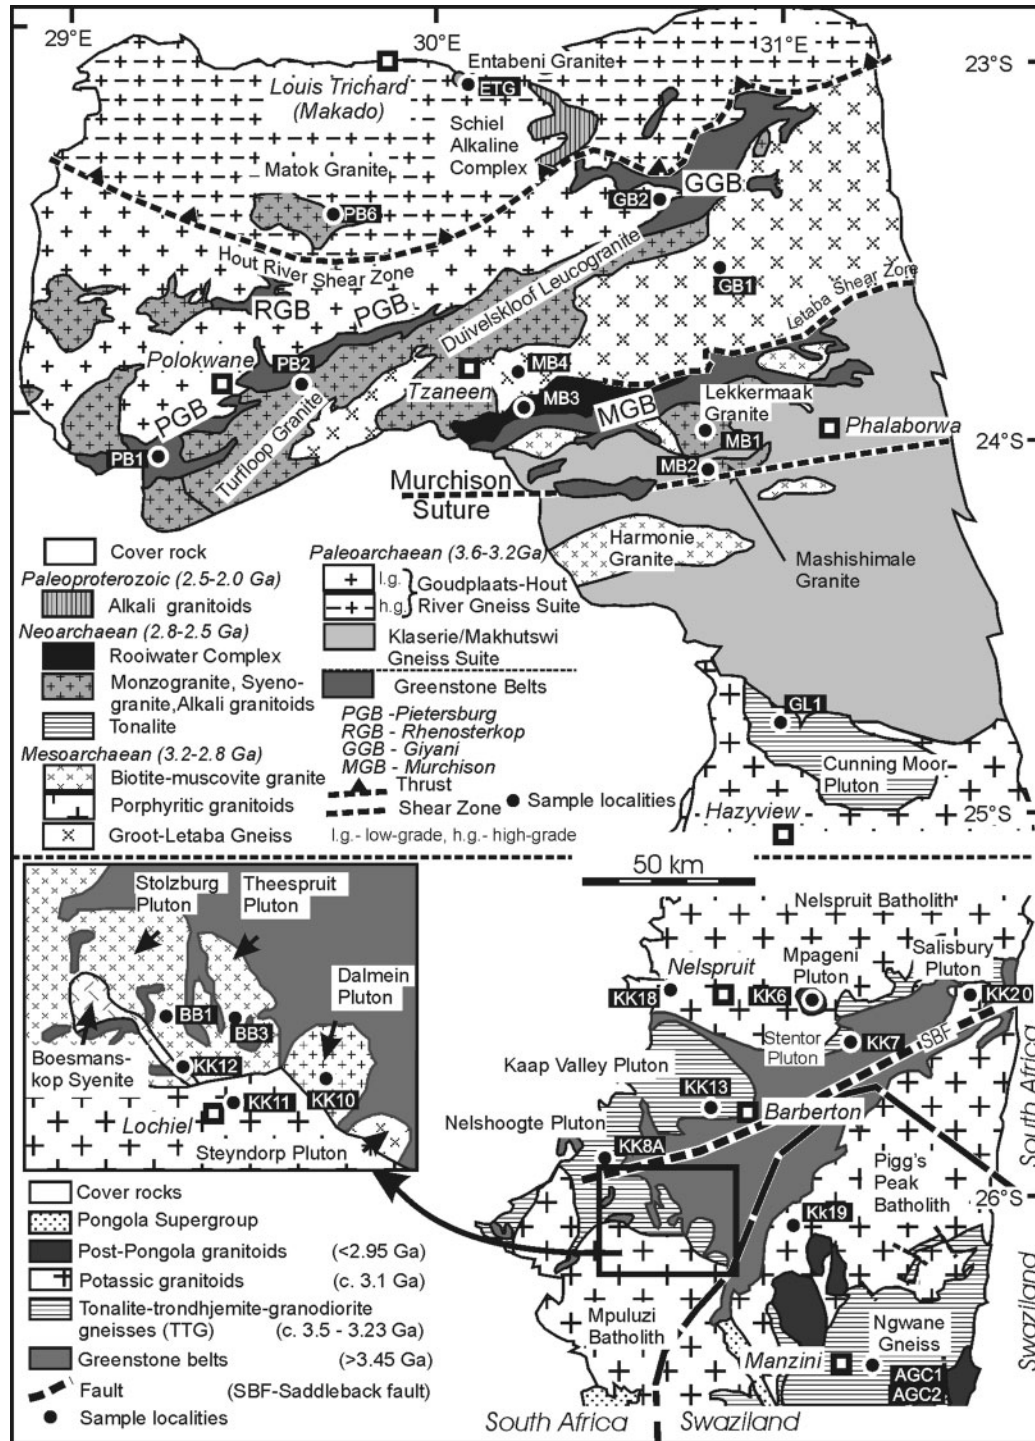 29°E
30°E
31°E
23°S
Entabeni Granite
Louis Trichard
(Makado)
ETG
Schiel
Alkaline
Complex
Matok Granite
PB6
GB2
GGB
Hout River Shear Zone
Duivelskloof Leucogranite
GB1
Letaba Shear Zone
RGB
PGB
Polokwane
PB2
Tzaneen
MB4
MB3
MGB
Lekkermaak
Granite
MB1
Phalaborwa
24°S
PGB
PB1
Turfloop Granite
MB2
Murchison
Suture
Harmonie
Granite
Mashishimale
Granite
Cover rock
Paleoproterozoic (2.5-2.0 Ga)
Alkali granitoids
Neoarchaean (2.8-2.5 Ga)
Rooiwater Complex
Monzogranite, Syeno-
granite,Alkali granitoids
Tonalite
Mesoarchaean (3.2-2.8 Ga)
Biotite-muscovite granite
Porphyritic granitoids
Groot-Letaba Gneiss
Paleoarchaean (3.6-3.2Ga)
l.g.
h.g.
Goudplaats-Hout
River Gneiss Suite
Klaserie/Makhutswi
Gneiss Suite
Greenstone Belts
PGB -Pietersburg
RGB - Rhenosterkop
GGB - Giyani
MGB - Murchison
Thrust
Shear Zone
Sample localities
l.g.- low-grade, h.g.- high-grade
GL1
Cunning Moor
Pluton
Hazyview
25°S
50 km
Stolzburg
Pluton
Theespruit
Pluton
Dalmein
Pluton
BB1
BB3
Boesmans-
kop Syenite
KK12
KK11
KK10
Lochiel
Steyndorp Pluton
Nelspruit Batholith
Nelspruit
Mpageni
Pluton
Salisbury
Pluton
KK18
KK6
KK20
Stentor
Pluton
KK7
SBF
South Africa
Kaap Valley Pluton
KK13
Barberton
Nelshoogte Pluton
KK8A
Pigg's
Peak
Batholith
26°S
Kk19
Swaziland
Mpuluzi
Batholith
Ngwane
Gneiss
Manzini
AGC1
AGC2
South Africa
Swaziland
Cover rocks
Pongola Supergroup
Post-Pongola granitoids (<2.95 Ga)
Potassic granitoids (c. 3.1 Ga)
Tonalite-trondhjemite-granodiorite
gneisses (TTG) (c. 3.5 - 3.23 Ga)
Greenstone belts (>3.45 Ga)
Fault (SBF-Saddleback fault)
Sample localities